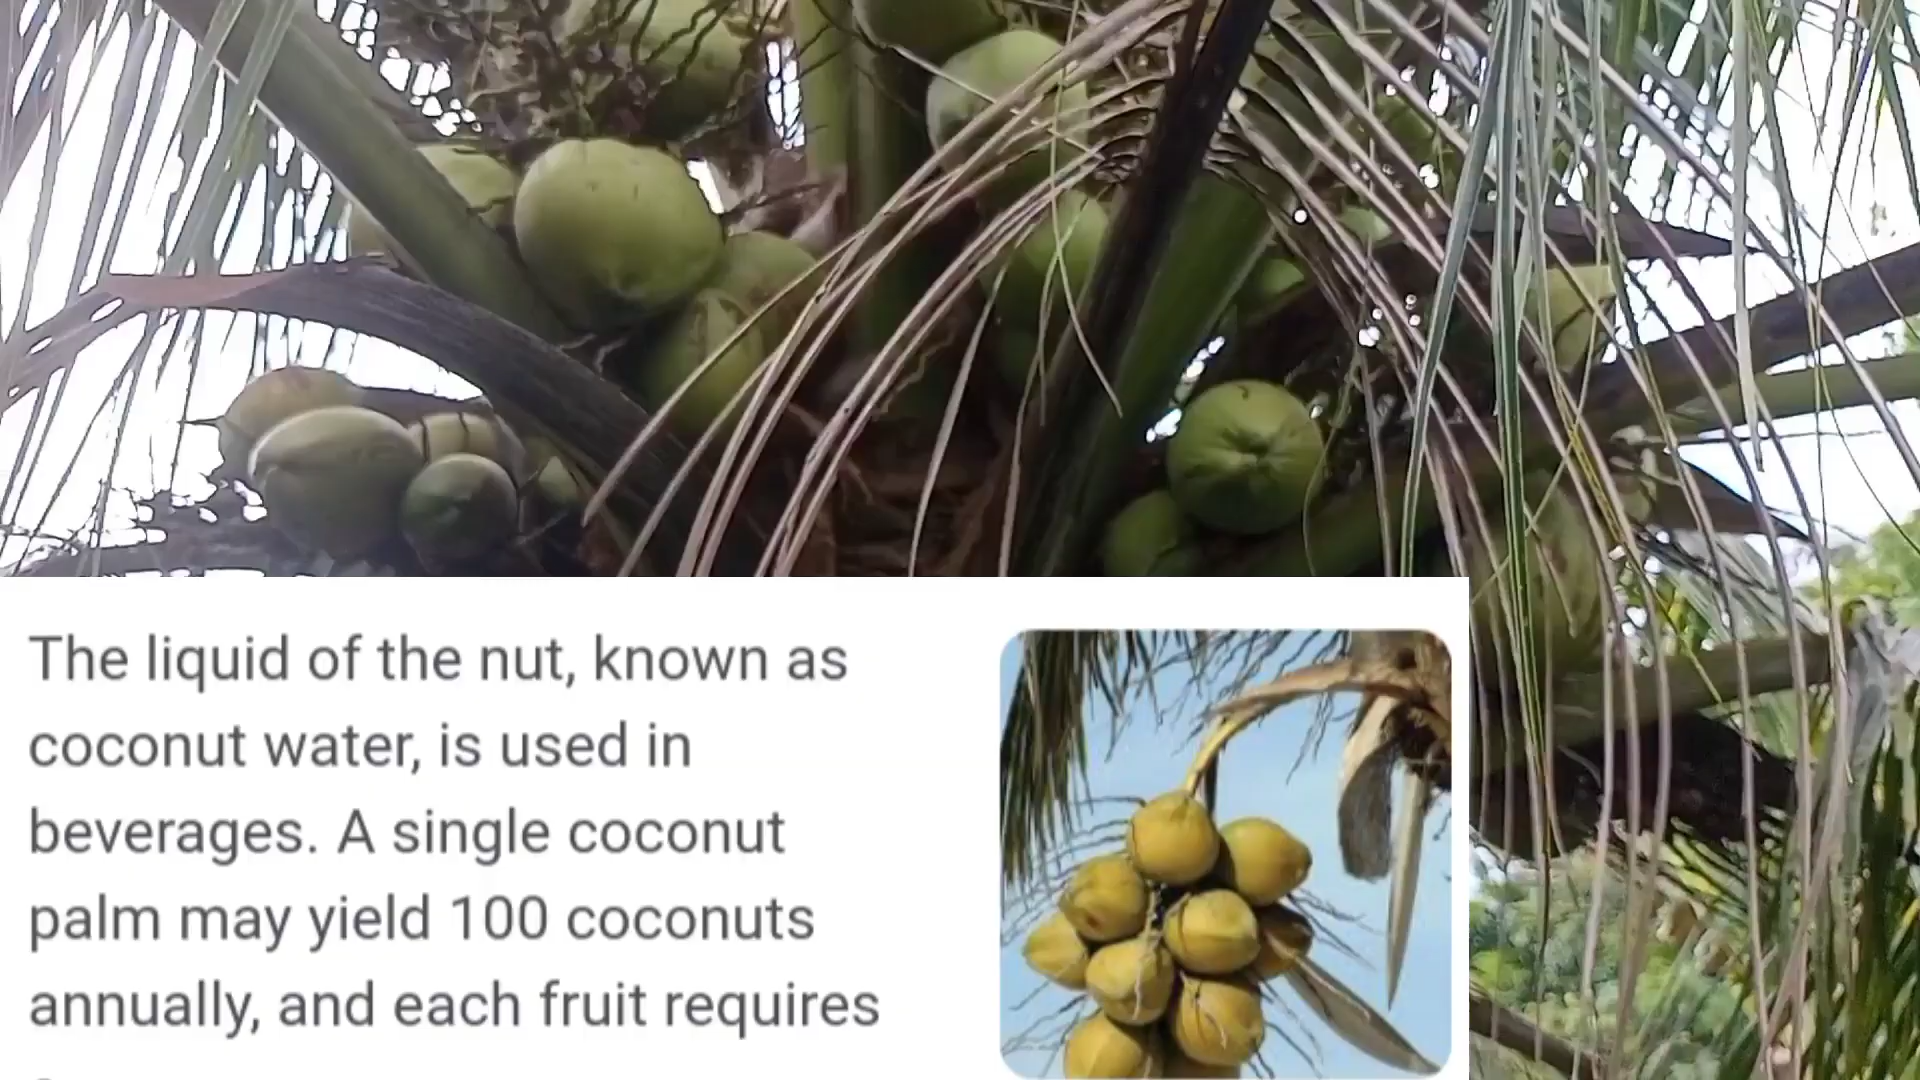 The liquid of the nut, known as
coconut water, is used in
beverages. A single coconut
palm may yield 100 coconuts
annually, and each fruit requires